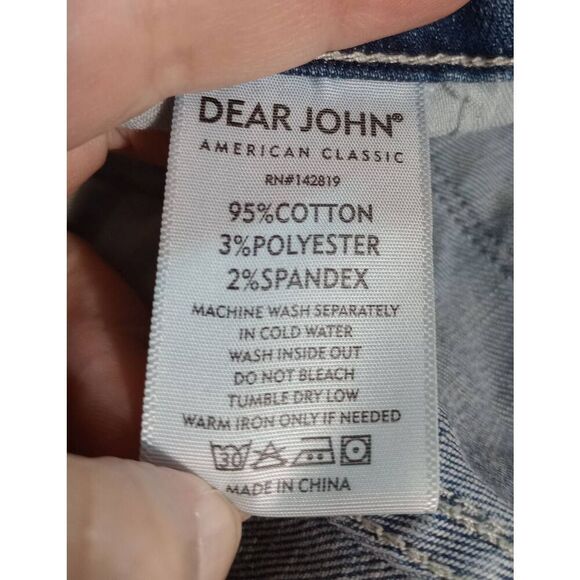 DEAR JOHN®
AMERICAN CLASSIC
RN#142819
95%COTTON
3%POLYESTER
2%SPANDEX
MACHINE WASH SEPARATELY
IN COLD WATER
WASH INSIDE OUT
DO NOT BLEACH
TUMBLE DRY LOW
WARM IRON ONLY IF NEEDED
30
MADE IN CHINA